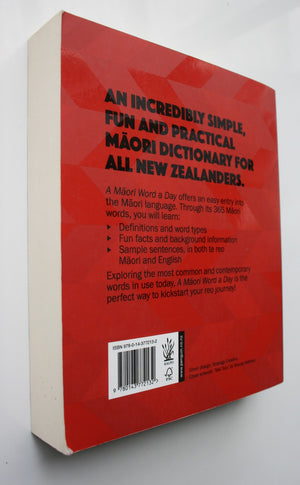 AN INCREDIBLY SIMPLE,
FUN AND PRACTICAL
MĀORI DICTIONARY FOR
ALL NEW ZEALANDERS.
A Māori Word a Day offers an easy entry into
the Māori language. Through its 365 Māori
words, you will learn:
• Definitions and word types
• Fun facts and background information
• Sample sentences, in both te reo
Māori and English
Exploring the most common and contemporary
words in use today, A Māori Word a Day is the
perfect way to kickstart your reo journey!
ISBN 978-0-14-377213-2
9 780143 772132
FSC